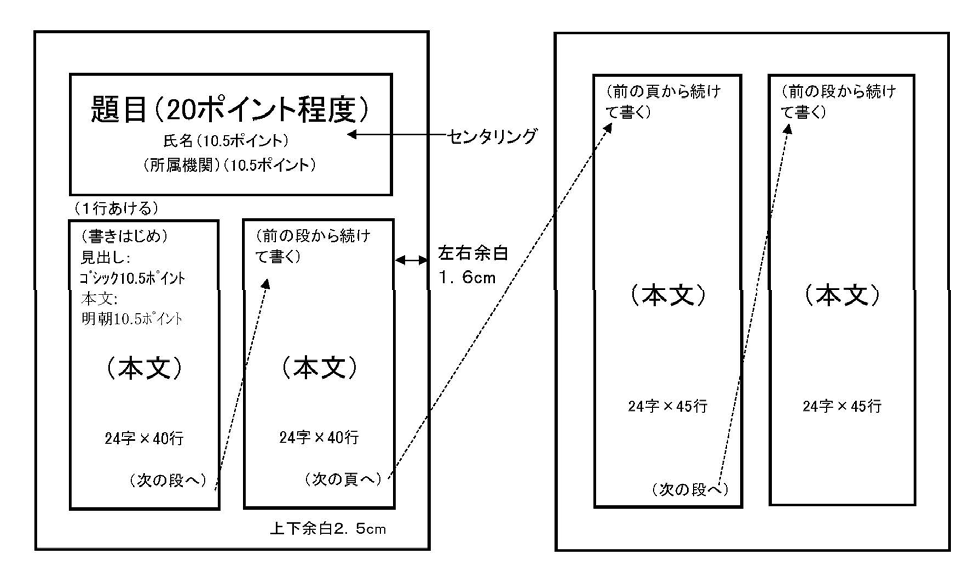 題目(20ポイント程度)
氏名(10.5ポイント)
(所属機関)(10.5ポイント)
センタリング
(1行あける)
(書きはじめ)
見出し:
ゴシック10.5ポイント
本文:
明朝10.5ポイント
(本文)
24字×40行
(次の段へ)
(前の段から続け
て書く)
(本文)
24字×40行
(次の頁へ)
左右余白
1.6cm
上下余白2.5cm
(前の頁から続け
て書く)
(本文)
24字×45行
(次の段へ)
(前の段から続け
て書く)
(本文)
24字×45行